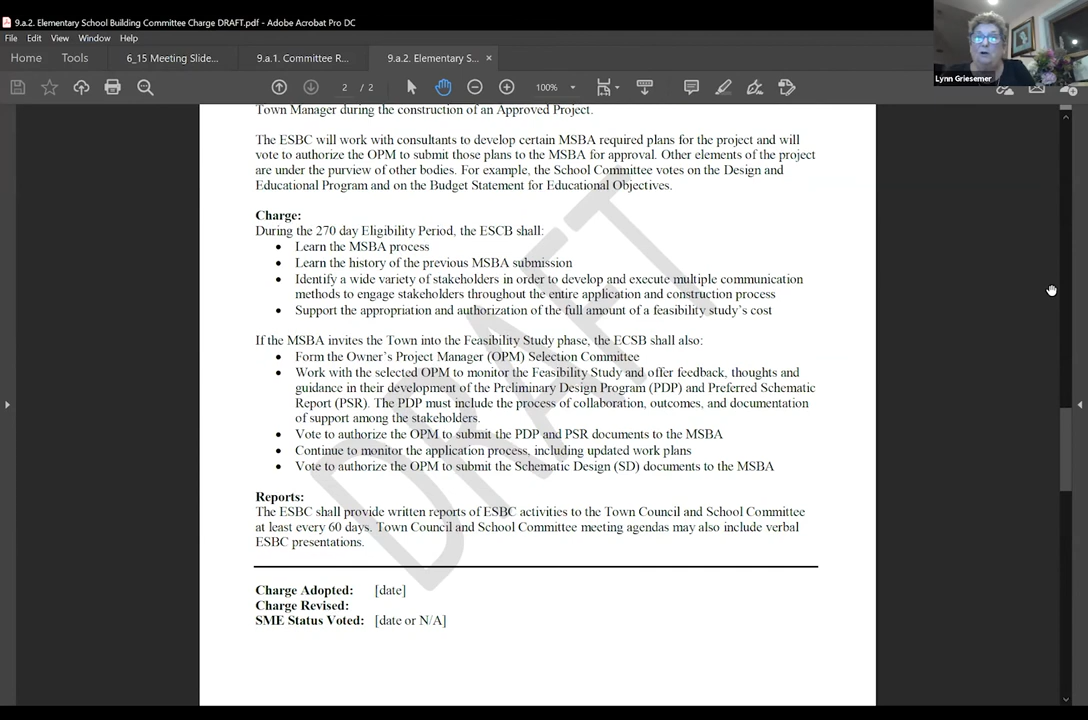 9.a.2. Elementary School Building Committee Charge DRAFT.pdf - Adobe Acrobat Pro DC
File Edit View Window Help
Home Tools 6_15 Meeting Slide... 9.a.1. Committee R... 9.a.2. Elementary S... ×
2 / 2 100%
Lynn Griesemer
Town Manager during the construction of an Approved Project.
The ESBC will work with consultants to develop certain MSBA required plans for the project and will
vote to authorize the OPM to submit those plans to the MSBA for approval. Other elements of the project
are under the purview of other bodies. For example, the School Committee votes on the Design and
Educational Program and on the Budget Statement for Educational Objectives.
Charge:
During the 270 day Eligibility Period, the ESCB shall:
• Learn the MSBA process
• Learn the history of the previous MSBA submission
• Identify a wide variety of stakeholders in order to develop and execute multiple communication
methods to engage stakeholders throughout the entire application and construction process
• Support the appropriation and authorization of the full amount of a feasibility study's cost
If the MSBA invites the Town into the Feasibility Study phase, the ECSB shall also:
• Form the Owner's Project Manager (OPM) Selection Committee
• Work with the selected OPM to monitor the Feasibility Study and offer feedback, thoughts and
guidance in their development of the Preliminary Design Program (PDP) and Preferred Schematic
Report (PSR). The PDP must include the process of collaboration, outcomes, and documentation
of support among the stakeholders.
• Vote to authorize the OPM to submit the PDP and PSR documents to the MSBA
• Continue to monitor the application process, including updated work plans
• Vote to authorize the OPM to submit the Schematic Design (SD) documents to the MSBA
Reports:
The ESBC shall provide written reports of ESBC activities to the Town Council and School Committee
at least every 60 days. Town Council and School Committee meeting agendas may also include verbal
ESBC presentations.
Charge Adopted: [date]
Charge Revised:
SME Status Voted: [date or N/A]
DRAFT